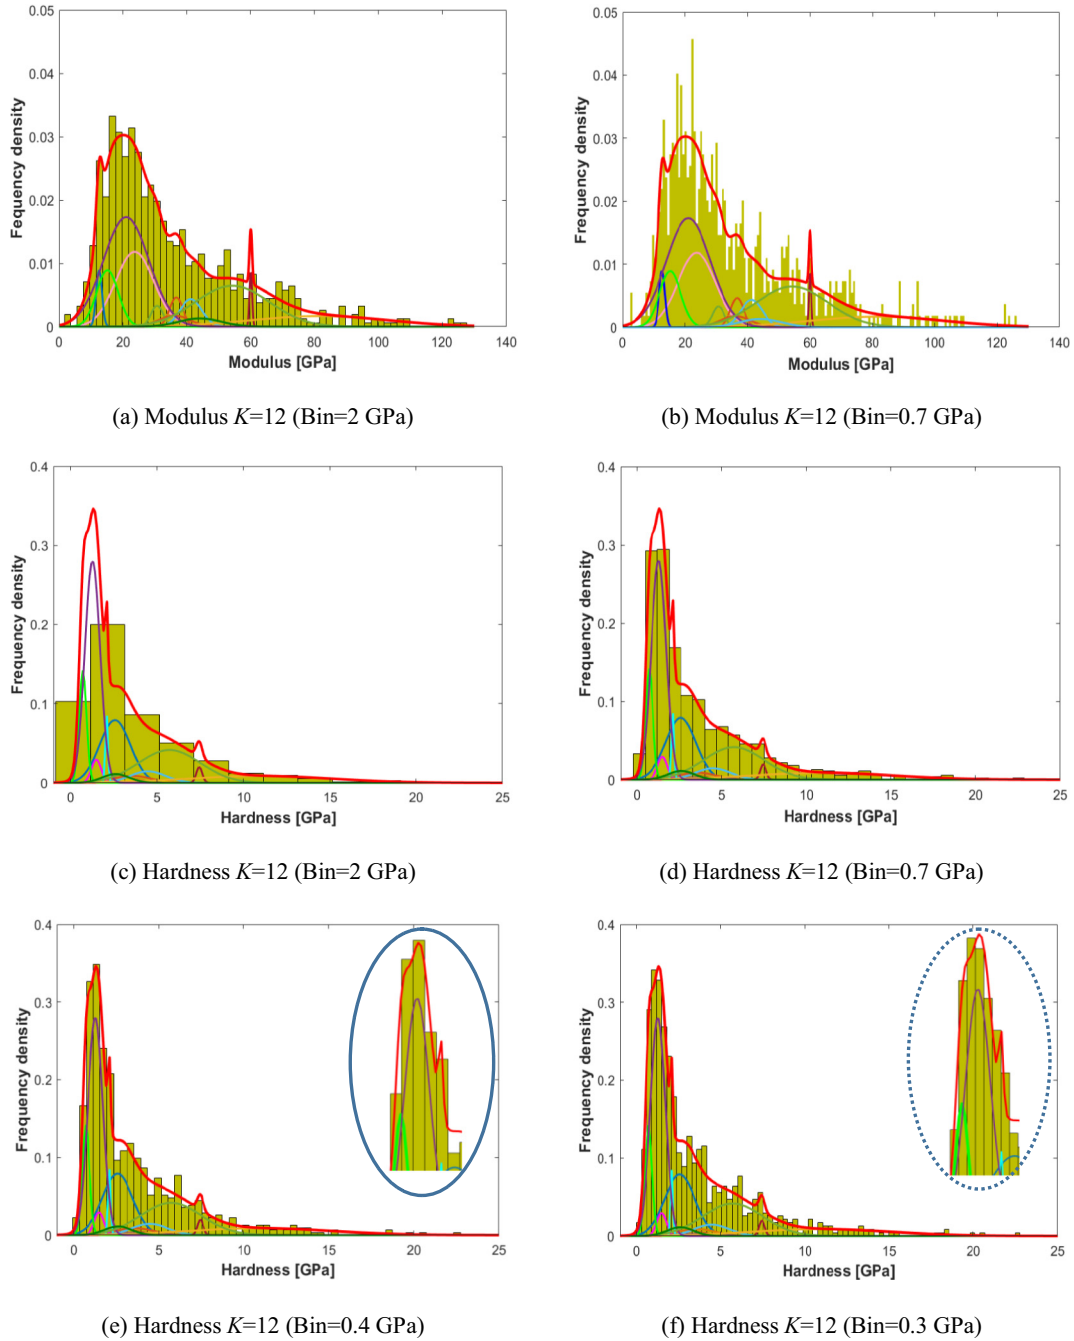 0.05
0.04
0.03
0.02
0.01
0
Fequency density
0 20 40 60 80 100 120 140
Modulus [GPa]
(a) Modulus K=12 (Bin=2 GPa)
0.05
0.04
0.03
0.02
0.01
0
Frequency density
0 20 40 60 80 100 120 140
Modulus [GPa]
(b) Modulus K=12 (Bin=0.7 GPa)
0.4
0.3
0.2
0.1
0
Frequency density
0 5 10 15 20 25
Hardness [GPa]
(c) Hardness K=12 (Bin=2 GPa)
0.4
0.3
0.2
0.1
0
Frequency density
0 5 10 15 20 25
Hardness [GPa]
(d) Hardness K=12 (Bin=0.7 GPa)
0.4
0.3
0.2
0.1
0
Frequency density
0 5 10 15 20 25
Hardness [GPa]
(e) Hardness K=12 (Bin=0.4 GPa)
0.4
0.3
0.2
0.1
0
Frequency density
0 5 10 15 20 25
Hardness [GPa]
(f) Hardness K=12 (Bin=0.3 GPa)